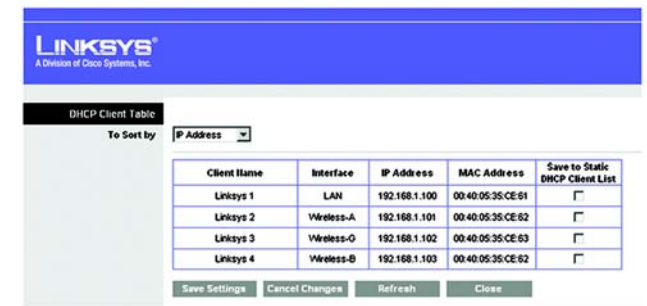 LINKSYS®
A Division of Cisco Systems, Inc.
DHCP Client Table
To Sort by IP Address
Client Name Interface IP Address MAC Address Save to Static DHCP Client List
Linksys 1 LAN 192.168.1.100 00:40:05:35:CE:61
Linksys 2 Wireless-A 192.168.1.101 00:40:05:35:CE:62
Linksys 3 Wireless-G 192.168.1.102 00:40:05:35:CE:63
Linksys 4 Wireless-B 192.168.1.103 00:40:05:35:CE:62
Save Settings Cancel Changes Refresh Close